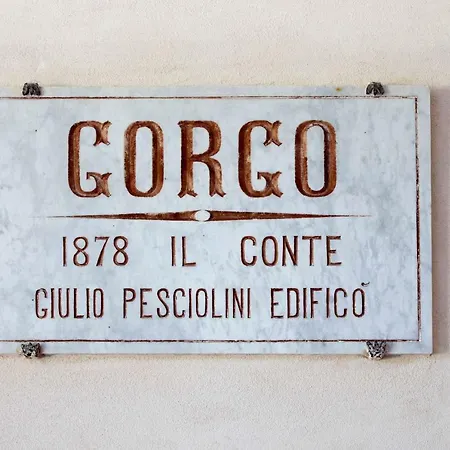 GORGO
1878 IL CONTE
GIULIO PESCIOLINI EDIFICÒ